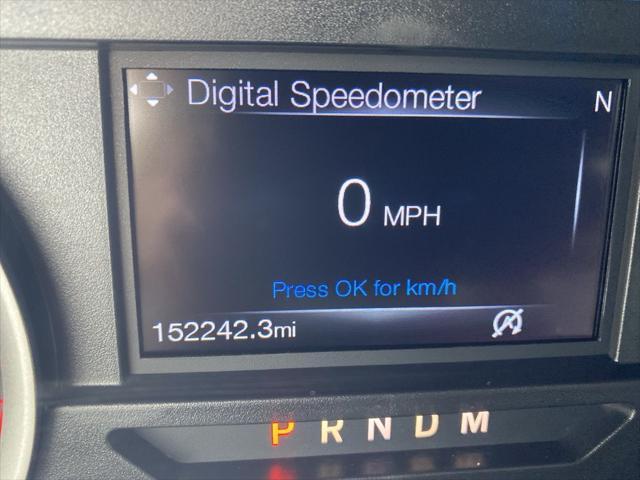 Digital Speedometer N
0 MPH
Press OK for km/h
152242.3mi
P R N D M